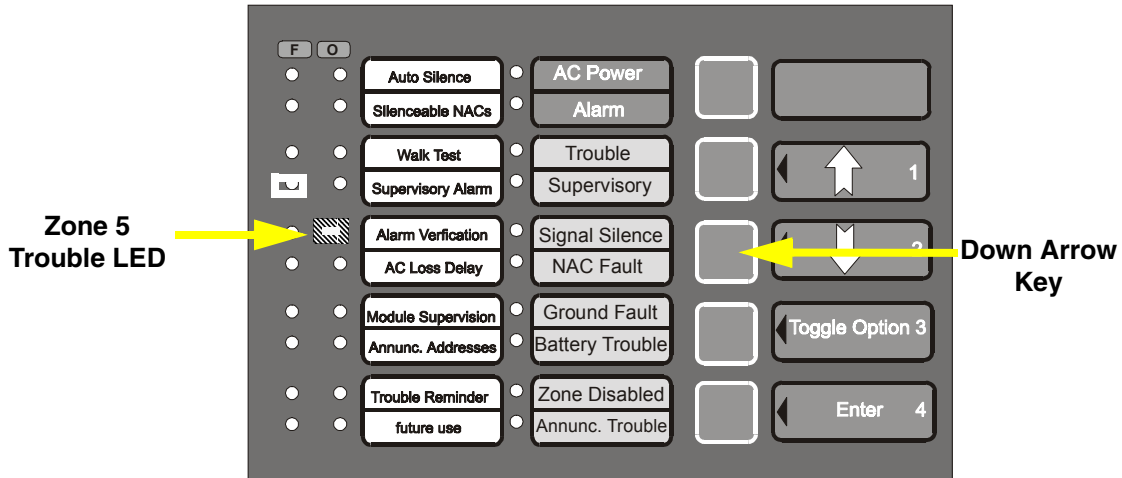 F O
Auto Silence
AC Power
Silenceable NACs
Alarm
Walk Test
Trouble
1
Supervisory Alarm
Supervisory
Zone 5
Trouble LED
Alarm Verfication
Signal Silence
2
Down Arrow
Key
AC Loss Delay
NAC Fault
Module Supervision
Ground Fault
Toggle Option 3
Annunc. Addresses
Battery Trouble
Trouble Reminder
Zone Disabled
Enter 4
future use
Annunc. Trouble